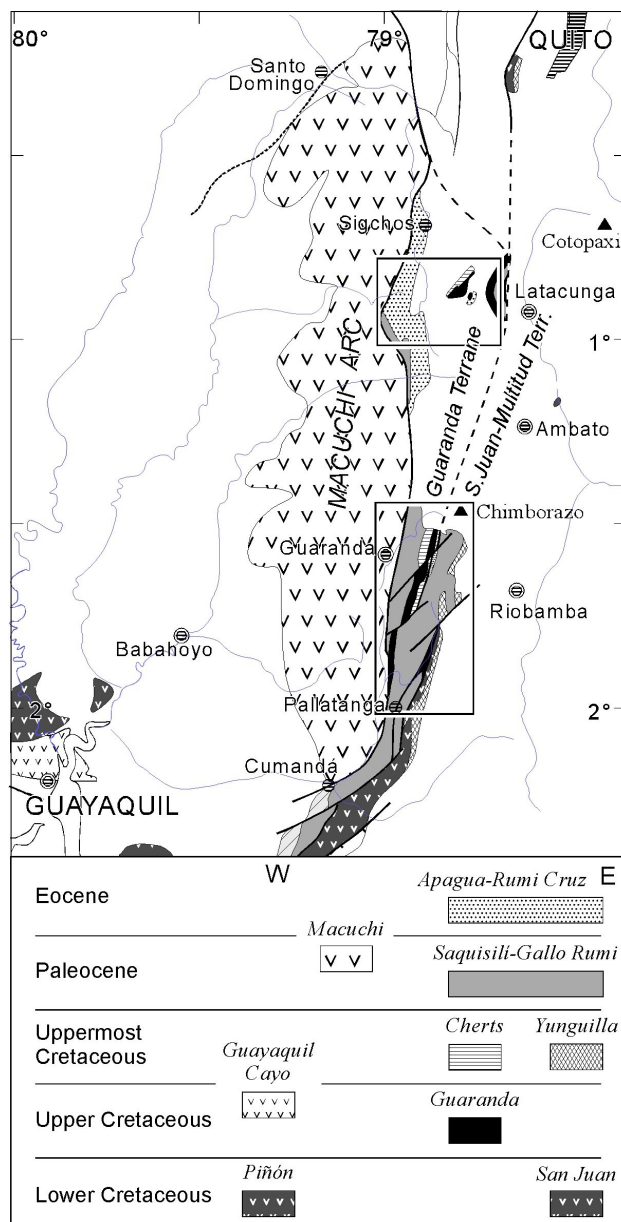 80°
79°
QUITO
Santo
Domingo
Sigchos
Cotopaxi
Latacunga
1°
MACUCHI ARC
Guaranda Terrane
S. Juan-Multitud Terr.
Ambato
Chimborazo
Guaranda
Riobamba
Babahoyo
2°
Pallatanga
2°
Cumandá
GUAYAQUIL
W
E
Eocene
Apagua-Rumi Cruz
Macuchi
Paleocene
Saquisilí-Gallo Rumi
Uppermost
Cretaceous
Guayaquil
Cayo
Cherts
Yunguilla
Upper Cretaceous
Guaranda
Lower Cretaceous
Piñón
San Juan